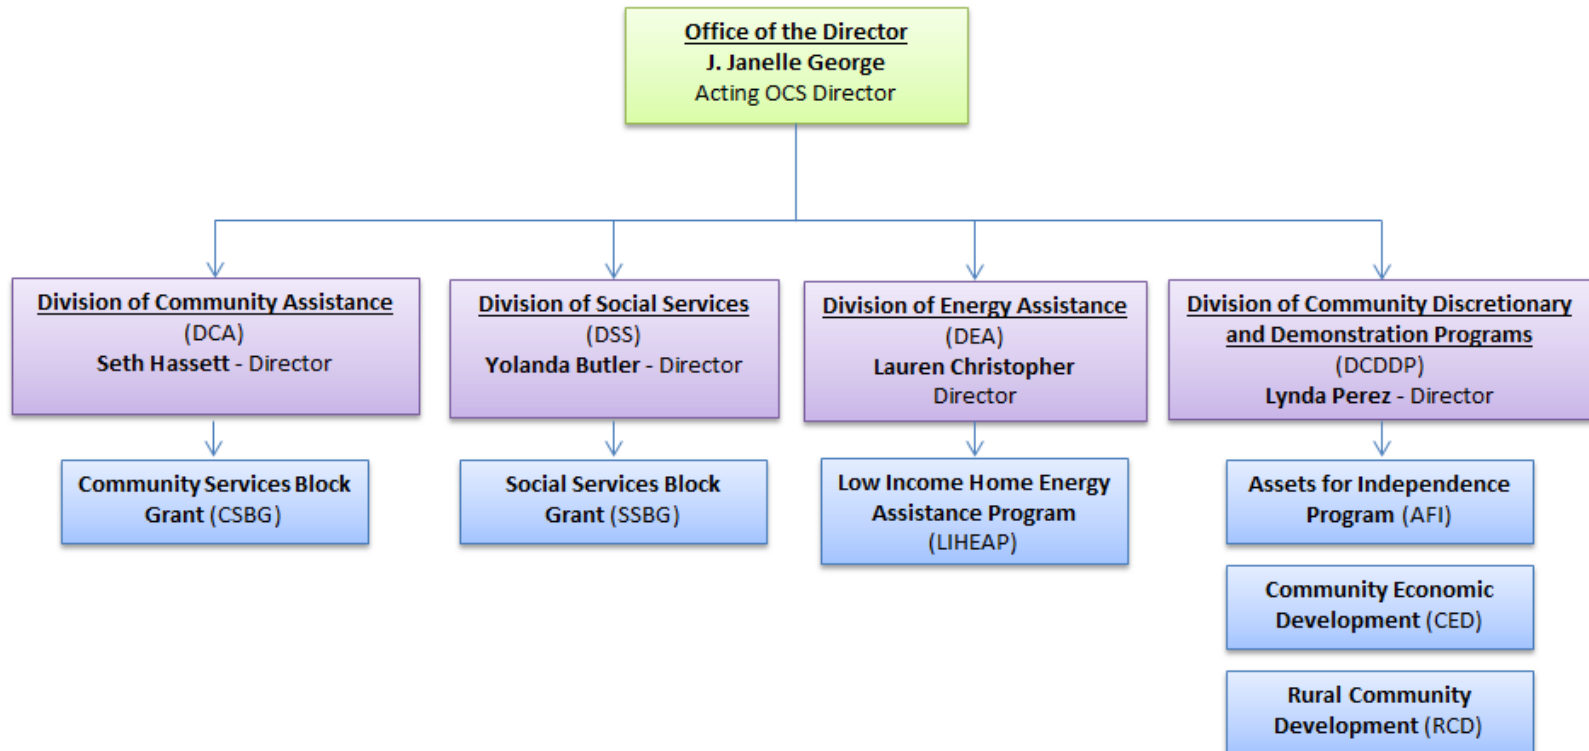 Office of the Director
J. Janelle George
Acting OCS Director
Division of Community Assistance
(DCA)
Seth Hassett - Director
Division of Social Services
(DSS)
Yolanda Butler - Director
Division of Energy Assistance
(DEA)
Lauren Christopher
Director
Division of Community Discretionary
and Demonstration Programs
(DCDDP)
Lynda Perez - Director
Community Services Block
Grant (CSBG)
Social Services Block
Grant (SSBG)
Low Income Home Energy
Assistance Program
(LIHEAP)
Assets for Independence
Program (AFI)
Community Economic
Development (CED)
Rural Community
Development (RCD)